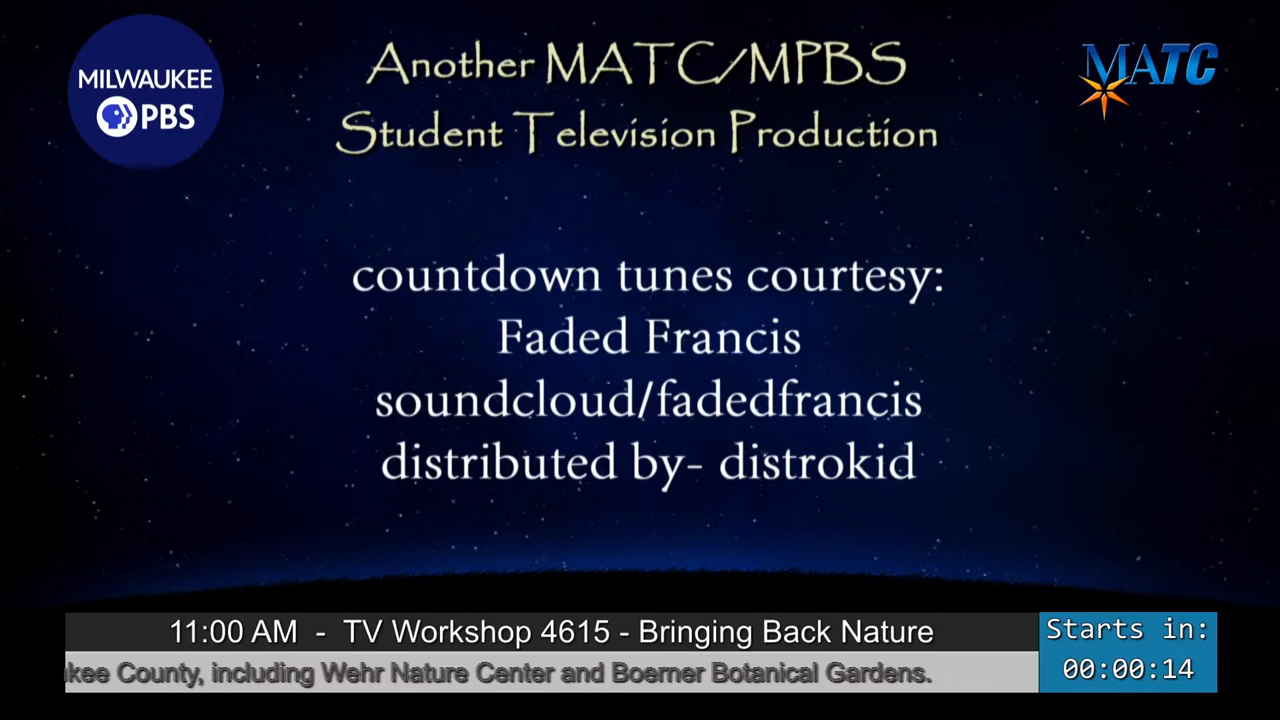 MILWAUKEE
PBS
Another MATC/MPBS
Student Television Production
MATC
countdown tunes courtesy:
Faded Francis
soundcloud/fadedfrancis
distributed by- distrokid
11:00 AM - TV Workshop 4615 - Bringing Back Nature
Starts in:
00:00:14
County, including Wehr Nature Center and Boerner Botanical Gardens.